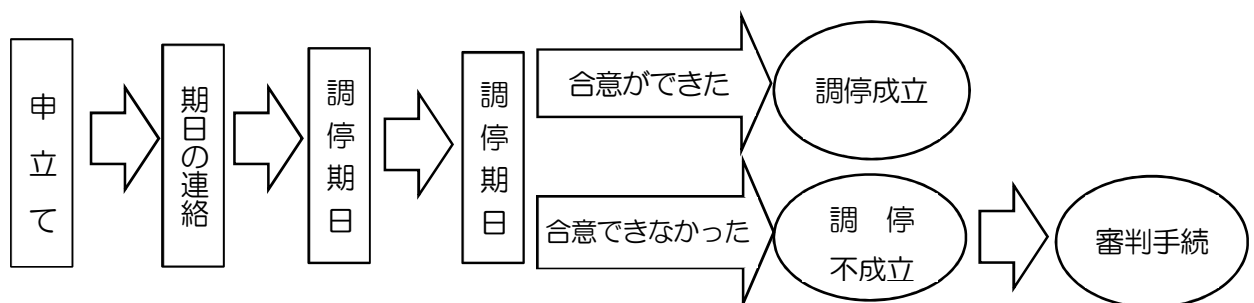 申立て
期日の連絡
調停期日
調停期日
合意ができた
調停成立
合意できなかった
調　停
不成立
審判手続